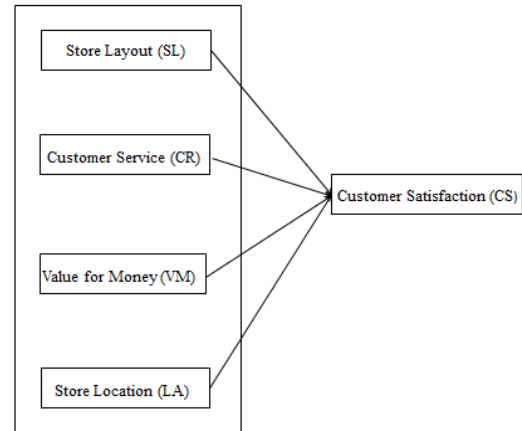 Store Layout (SL)
Customer Service (CR)
Customer Satisfaction (CS)
Value for Money (VM)
Store Location (LA)